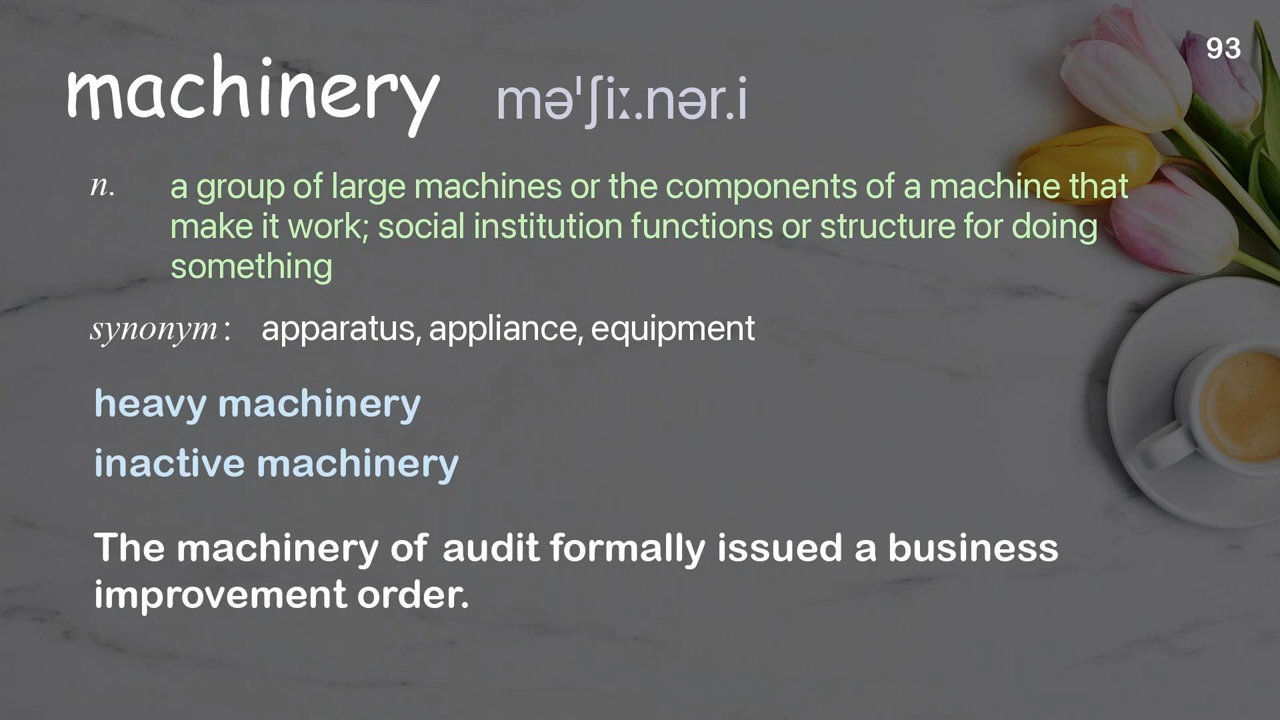 93
machinery məˈʃiː.nər.i
n. a group of large machines or the components of a machine that
make it work; social institution functions or structure for doing
something
synonym: apparatus, appliance, equipment
heavy machinery
inactive machinery
The machinery of audit formally issued a business
improvement order.